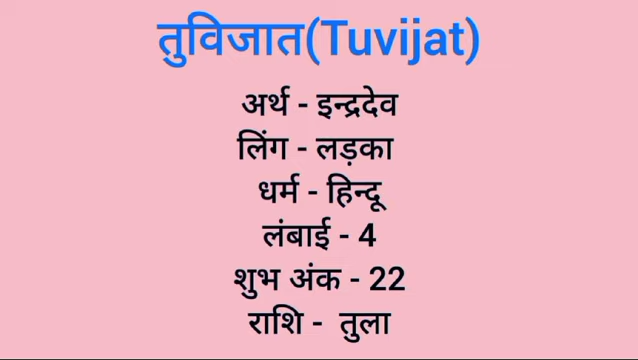 तुविजात(Tuvijat)
अर्थ - इन्द्रदेव
लिंग - लड़का
धर्म - हिन्दू
लंबाई - 4
शुभ अंक - 22
राशि - तुला